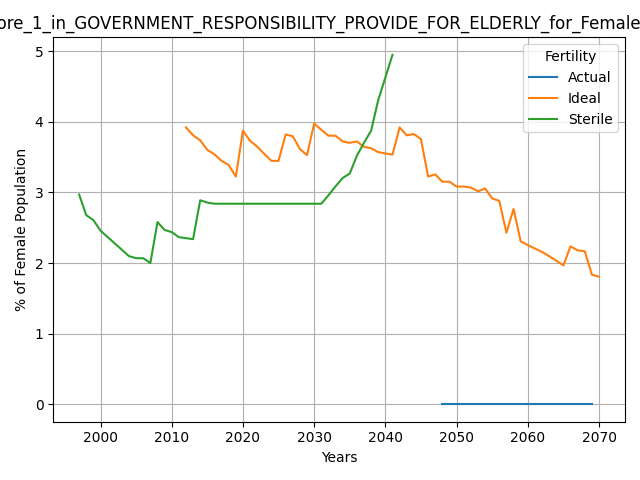 ore_1_in_GOVERNMENT_RESPONSIBILITY_PROVIDE_FOR_ELDERLY_for_Female
Fertility
Actual
Ideal
Sterile
% of Female Population
5
4
3
2
1
0
2000 2010 2020 2030 2040 2050 2060 2070
Years